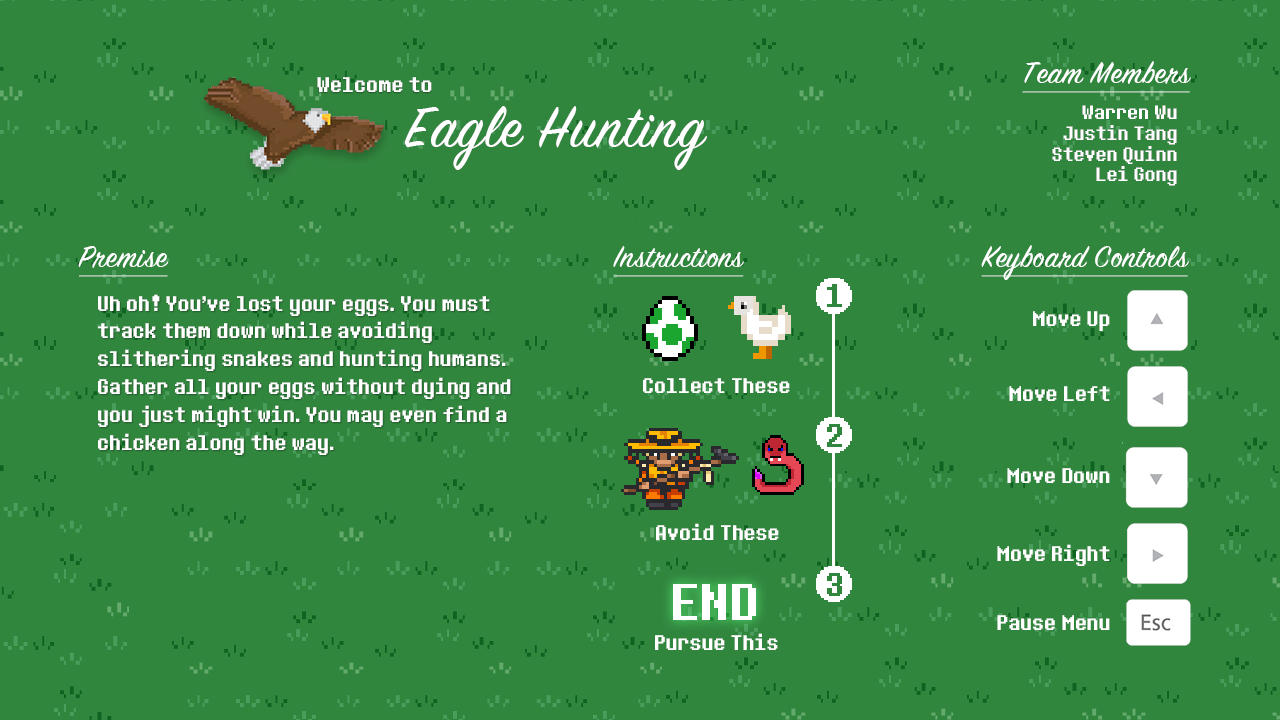 Welcome to
Eagle Hunting
Team Members
Warren Wu
Justin Tang
Steven Quinn
Lei Gong
Premise
Uh oh! You've lost your eggs. You must
track them down while avoiding
slithering snakes and hunting humans.
Gather all your eggs without dying and
you just might win. You may even find a
chicken along the way.
Instructions
1
Collect These
2
Avoid These
3
END
Pursue This
Keyboard Controls
Move Up
Move Left
Move Down
Move Right
Pause Menu Esc